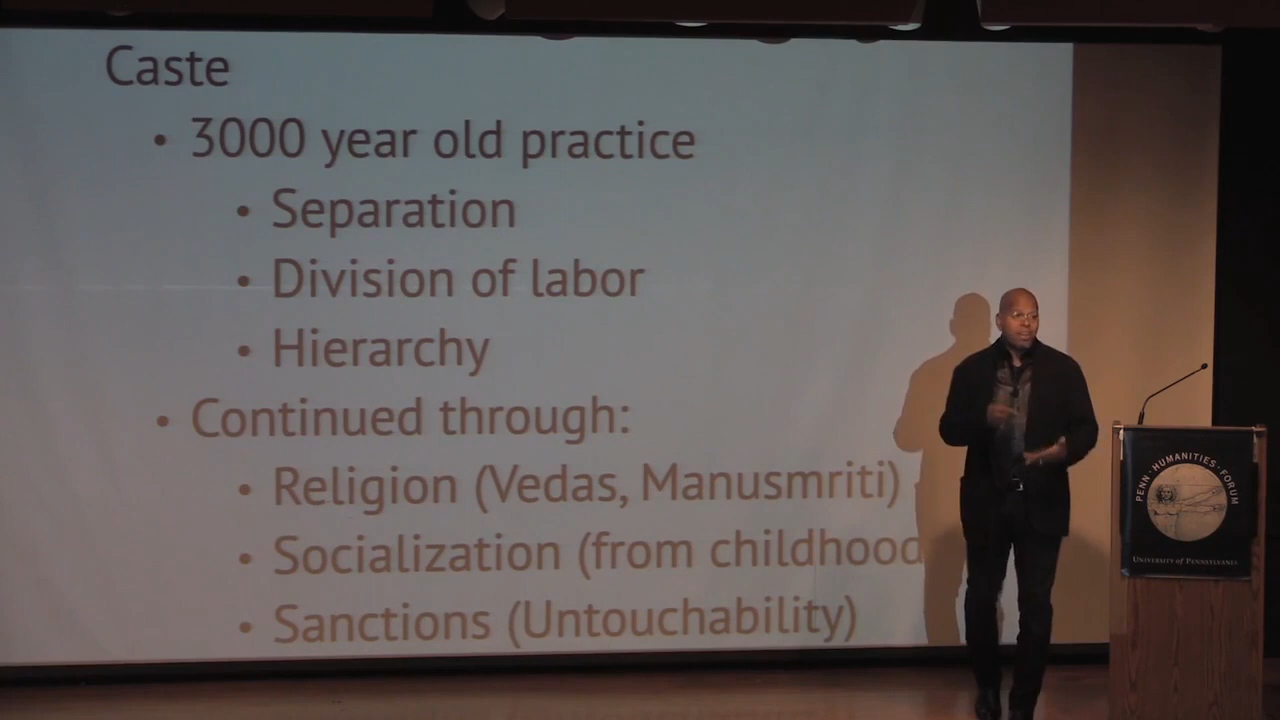 Caste
• 3000 year old practice
• Separation
• Division of labor
• Hierarchy
• Continued through:
• Religion (Vedas, Manusmriti)
• Socialization (from childhood
• Sanctions (Untouchability)
PENN·HUMANITIES·FORUM
UNIVERSITY of PENNSYLVANIA